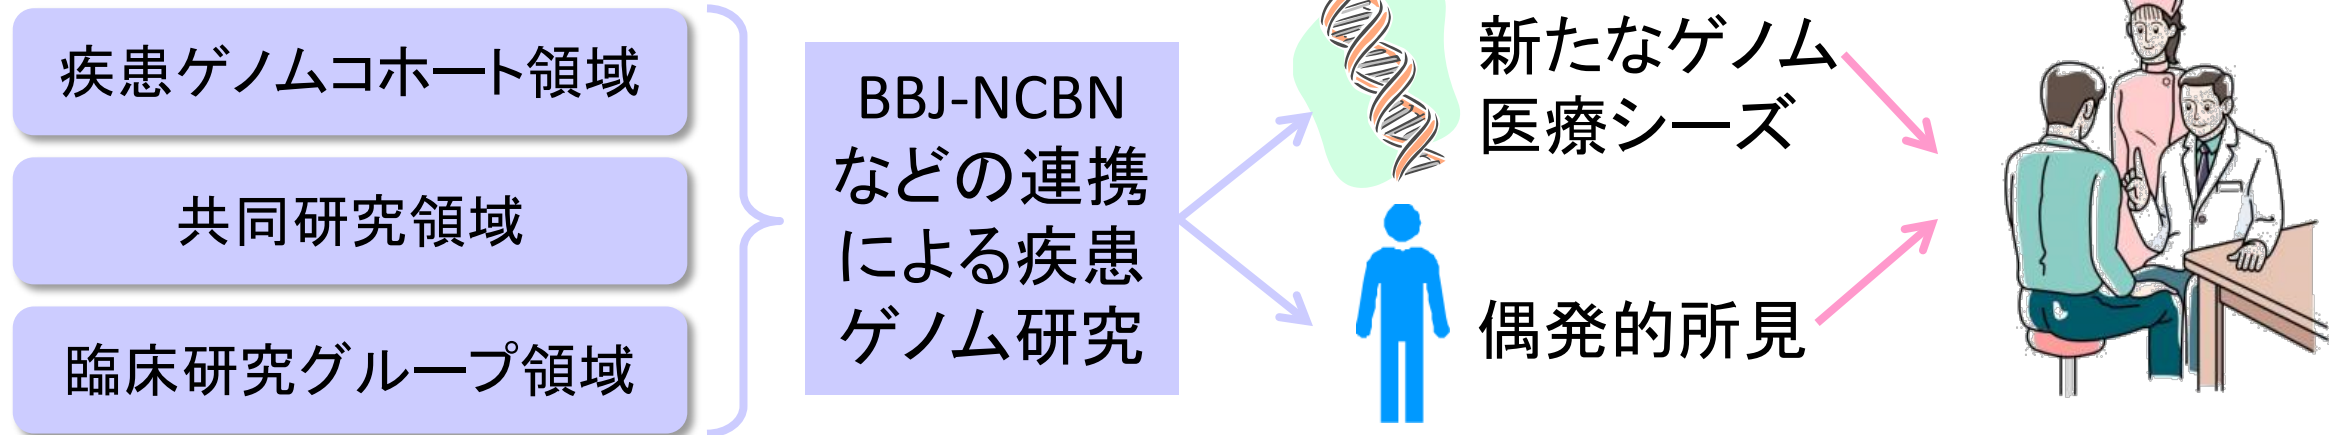 疾患ゲノムコホート領域
共同研究領域
臨床研究グループ領域
BBJ-NCBN
などの連携
による疾患
ゲノム研究
新たなゲノム
医療シーズ
偶発的所見